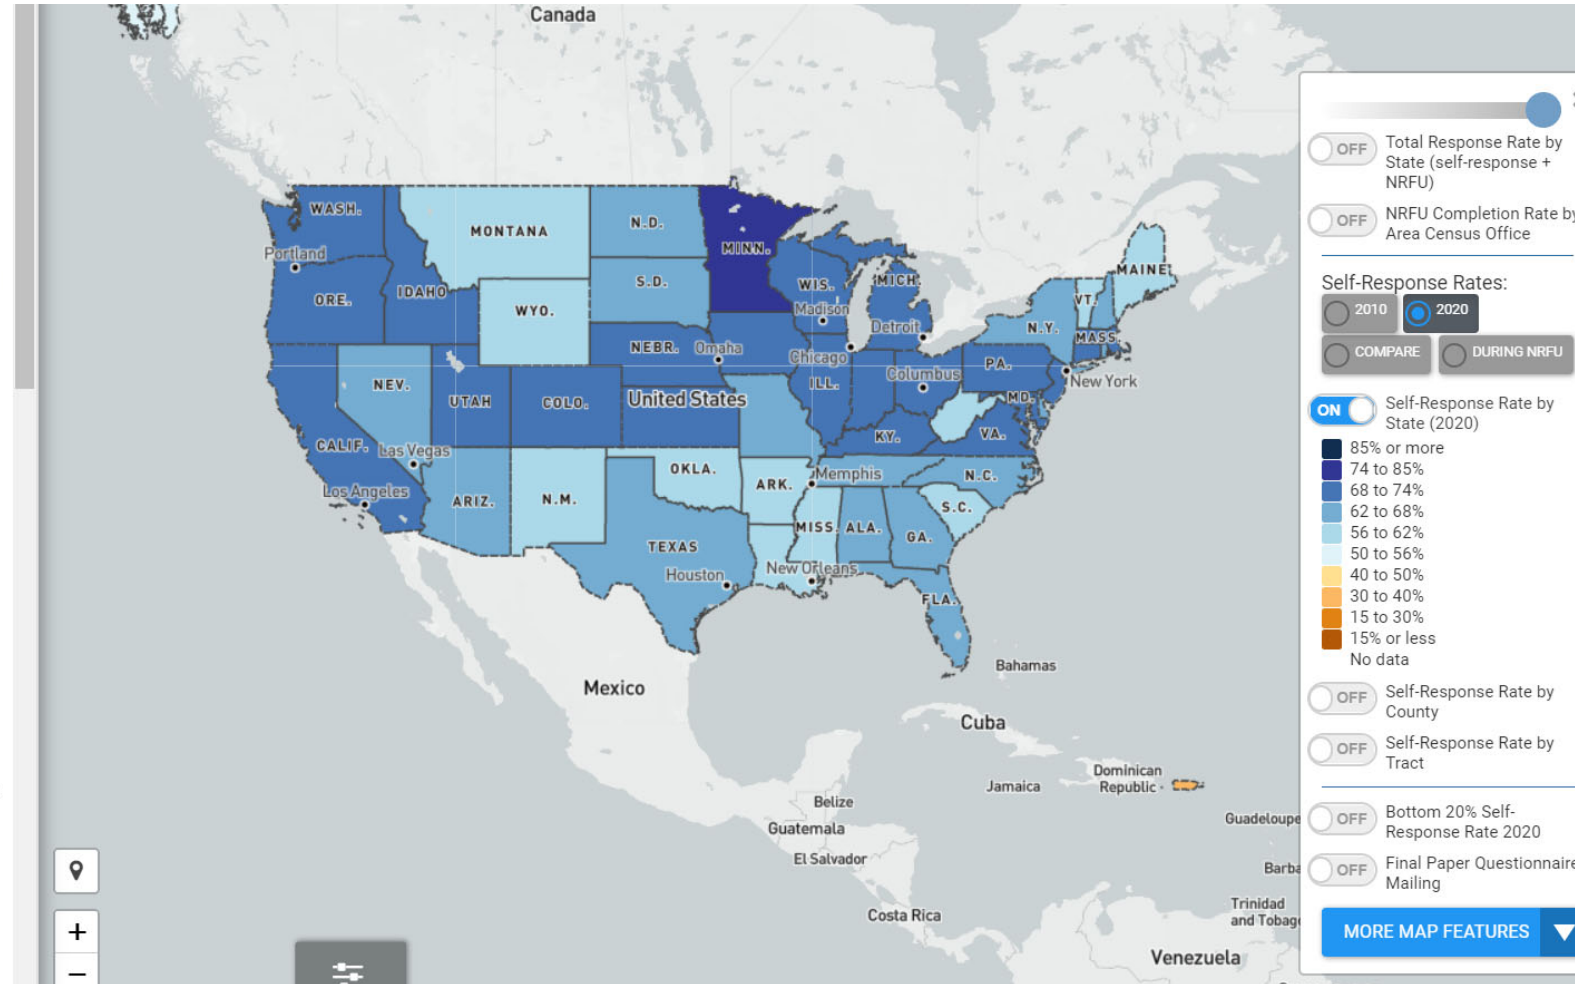 Canada
WASH.
MONTANA
N.D.
MINN.
Portland
ORE.
IDAHO
WYO.
S.D.
WIS.
MICH.
MAINE
Madison
VT.
NEBR.
Omaha
Chicago
Detroit
N.Y.
MASS.
NEV.
UTAH
COLO.
United States
ILL.
Columbus
PA.
New York
MD.
CALIF.
Las Vegas
KY.
VA.
Los Angeles
ARIZ.
N.M.
OKLA.
ARK.
Memphis
N.C.
S.C.
MISS.
ALA.
GA.
TEXAS
Houston
New Orleans
FLA.
Mexico
Bahamas
Cuba
Dominican
Republic
Jamaica
Belize
Guatemala
El Salvador
Guadeloupe
Barba
Costa Rica
Trinidad
and Tobag
Venezuela
OFF
Total Response Rate by
State (self-response +
NRFU)
OFF
NRFU Completion Rate by
Area Census Office
Self-Response Rates:
2010
2020
COMPARE
DURING NRFU
ON
Self-Response Rate by
State (2020)
85% or more
74 to 85%
68 to 74%
62 to 68%
56 to 62%
50 to 56%
40 to 50%
30 to 40%
15 to 30%
15% or less
No data
OFF
Self-Response Rate by
County
OFF
Self-Response Rate by
Tract
OFF
Bottom 20% Self-
Response Rate 2020
OFF
Final Paper Questionnaire
Mailing
MORE MAP FEATURES
+
−